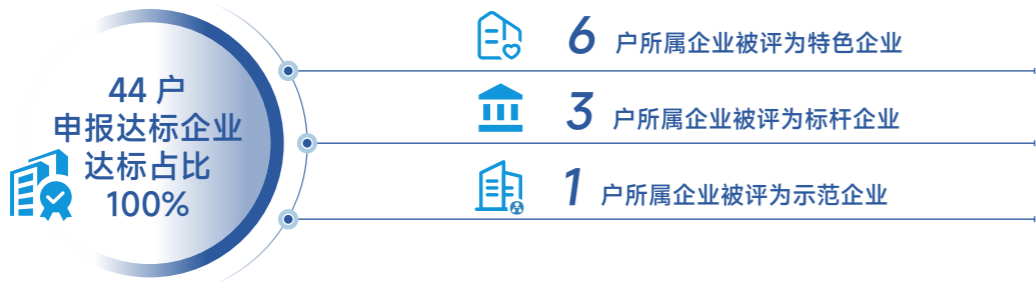 44 户
申报达标企业
达标占比
100%
6 户所属企业被评为特色企业
3 户所属企业被评为标杆企业
1 户所属企业被评为示范企业